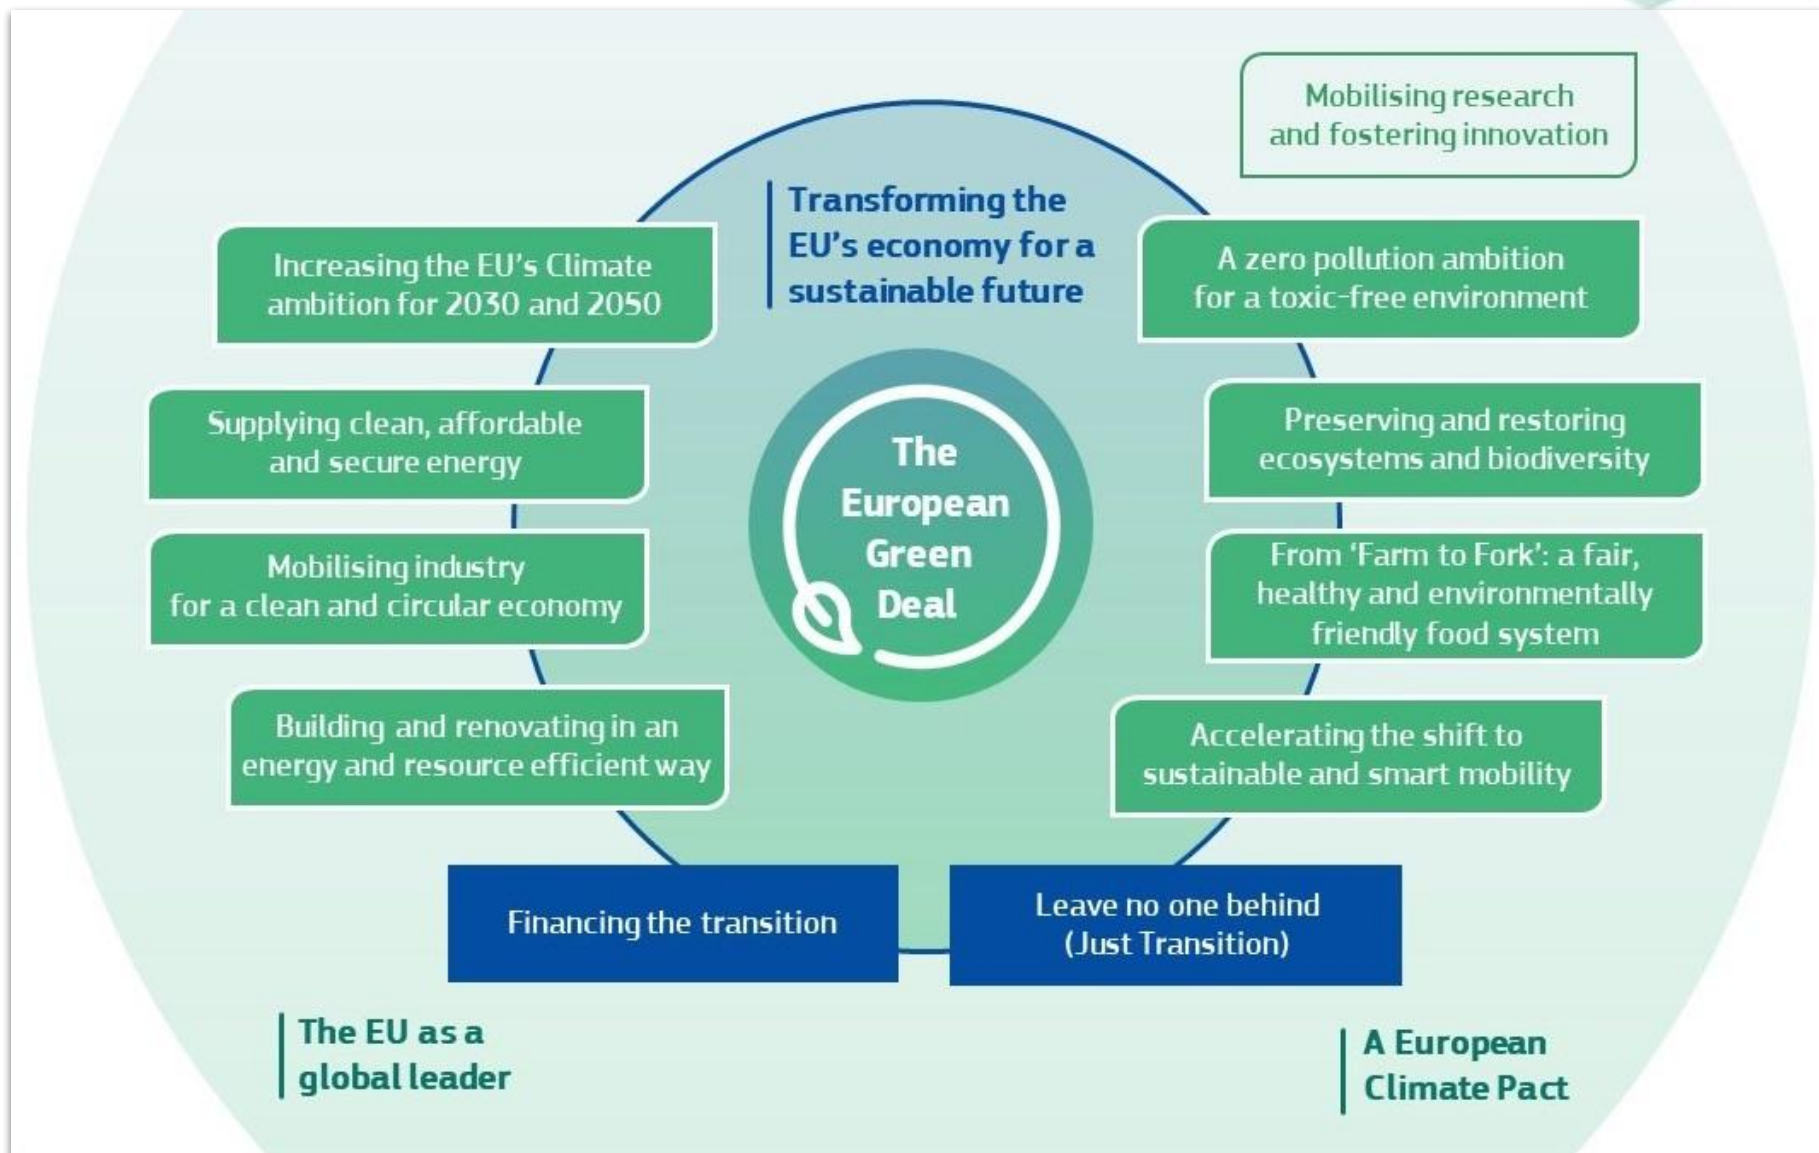 Mobilising research
and fostering innovation
Transforming the
EU's economy for a
sustainable future
Increasing the EU's Climate
ambition for 2030 and 2050
A zero pollution ambition
for a toxic-free environment
Supplying clean, affordable
and secure energy
The
European
Green
Deal
Preserving and restoring
ecosystems and biodiversity
Mobilising industry
for a clean and circular economy
From ‘Farm to Fork’: a fair,
healthy and environmentally
friendly food system
Building and renovating in an
energy and resource efficient way
Accelerating the shift to
sustainable and smart mobility
Financing the transition
Leave no one behind
(Just Transition)
The EU as a
global leader
A European
Climate Pact